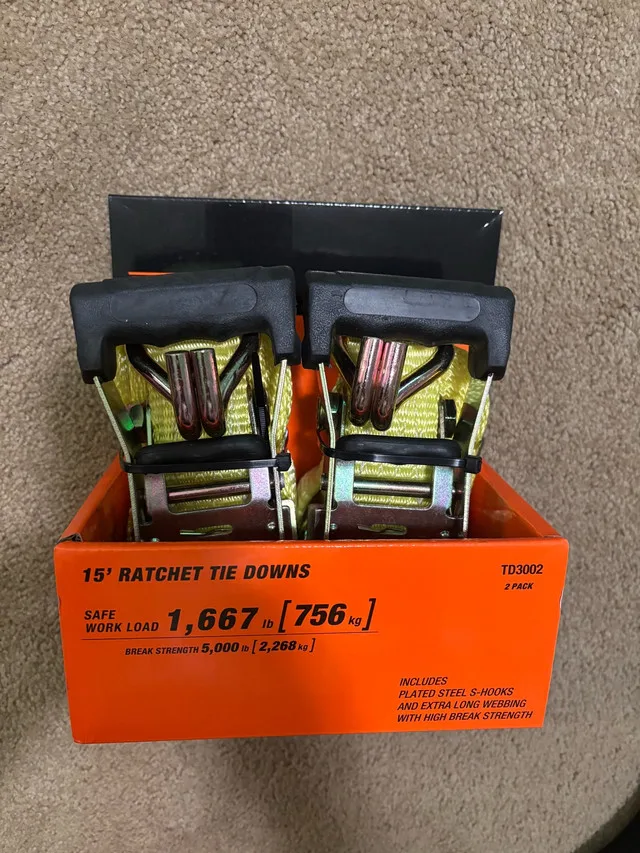 15’ RATCHET TIE DOWNS
TD3002
2 PACK
SAFE
WORK LOAD 1,667 lb [756 kg]
BREAK STRENGTH 5,000 lb [2,268 kg]
INCLUDES
PLATED STEEL S-HOOKS
AND EXTRA LONG WEBBING
WITH HIGH BREAK STRENGTH